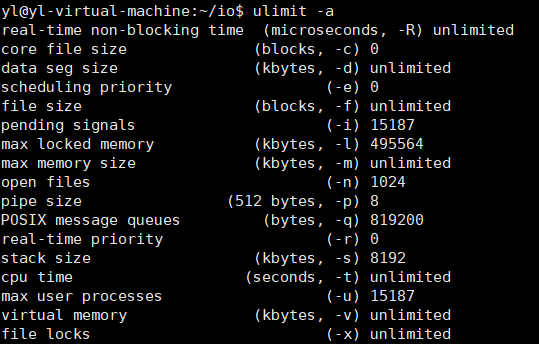 yl@yl-virtual-machine:~/io$ ulimit -a
real-time non-blocking time  (microseconds, -R) unlimited
core file size              (blocks, -c) 0
data seg size               (kbytes, -d) unlimited
scheduling priority                 (-e) 0
file size                   (blocks, -f) unlimited
pending signals                     (-i) 15187
max locked memory           (kbytes, -l) 495564
max memory size             (kbytes, -m) unlimited
open files                          (-n) 1024
pipe size                (512 bytes, -p) 8
POSIX message queues         (bytes, -q) 819200
real-time priority                  (-r) 0
stack size                  (kbytes, -s) 8192
cpu time                   (seconds, -t) unlimited
max user processes                  (-u) 15187
virtual memory              (kbytes, -v) unlimited
file locks                          (-x) unlimited